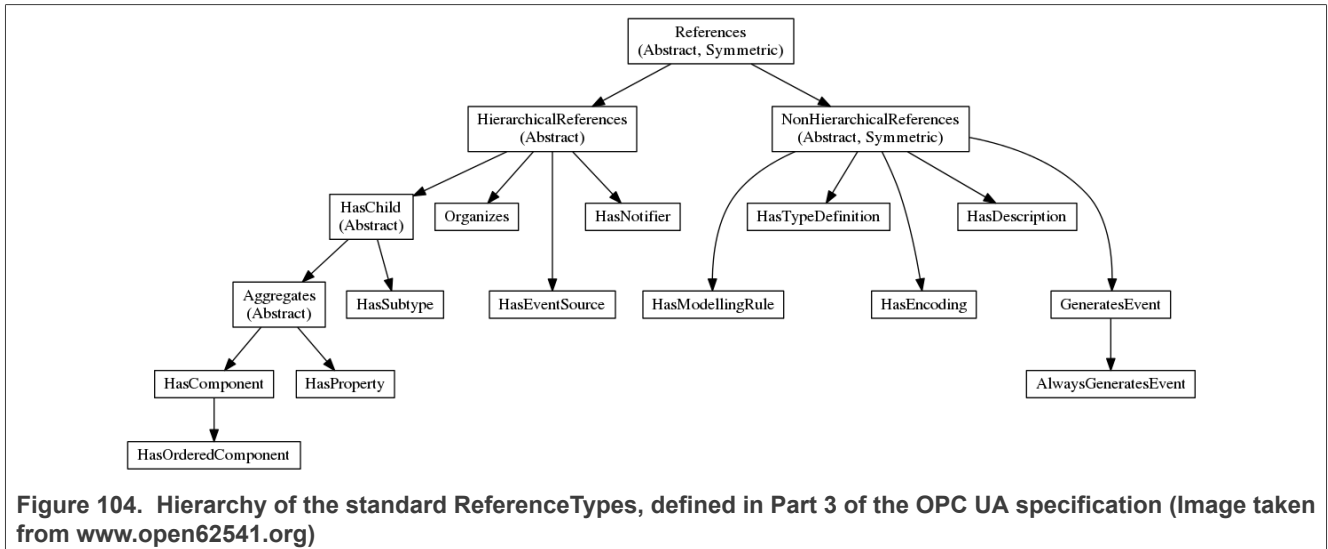 References
(Abstract, Symmetric)
HierarchicalReferences
(Abstract)
NonHierarchicalReferences
(Abstract, Symmetric)
HasChild
(Abstract)
Organizes
HasNotifier
HasTypeDefinition
HasDescription
Aggregates
(Abstract)
HasSubtype
HasEventSource
HasModellingRule
HasEncoding
GeneratesEvent
HasComponent
HasProperty
AlwaysGeneratesEvent
HasOrderedComponent
Figure 104. Hierarchy of the standard ReferenceTypes, defined in Part 3 of the OPC UA specification (Image taken
from www.open62541.org)